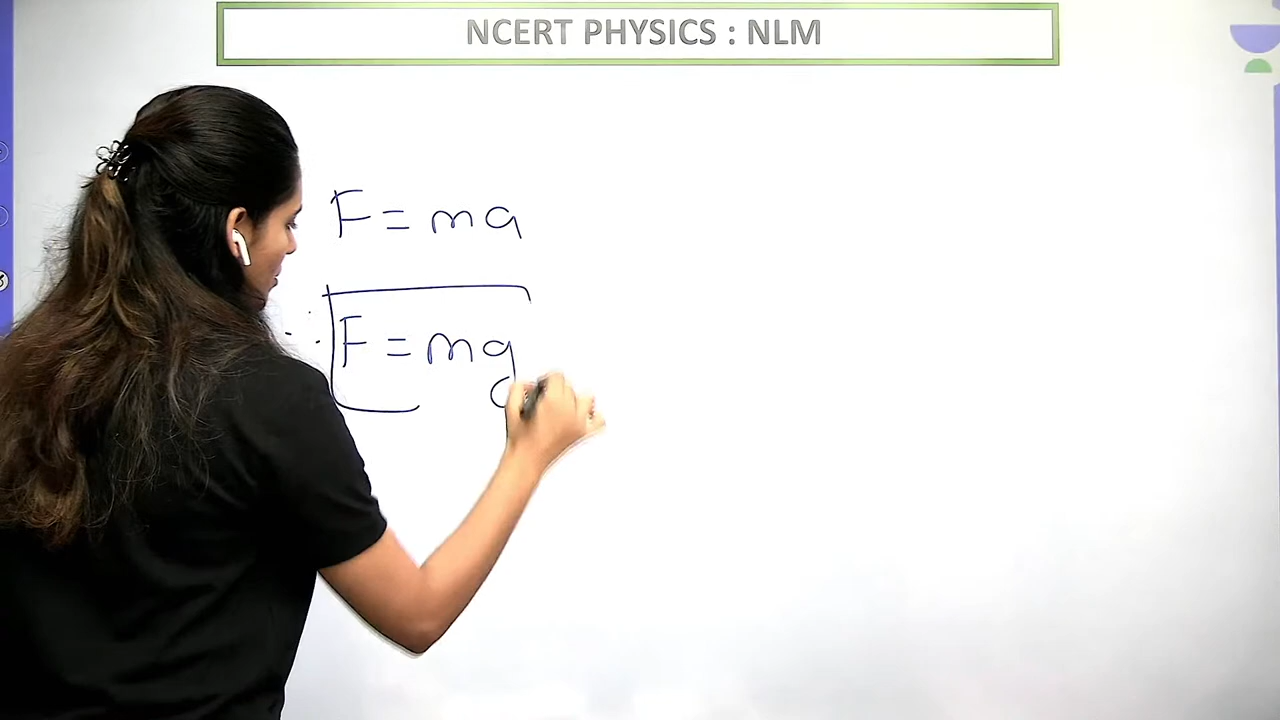 NCERT PHYSICS : NLM
F = ma
∴ F = mg